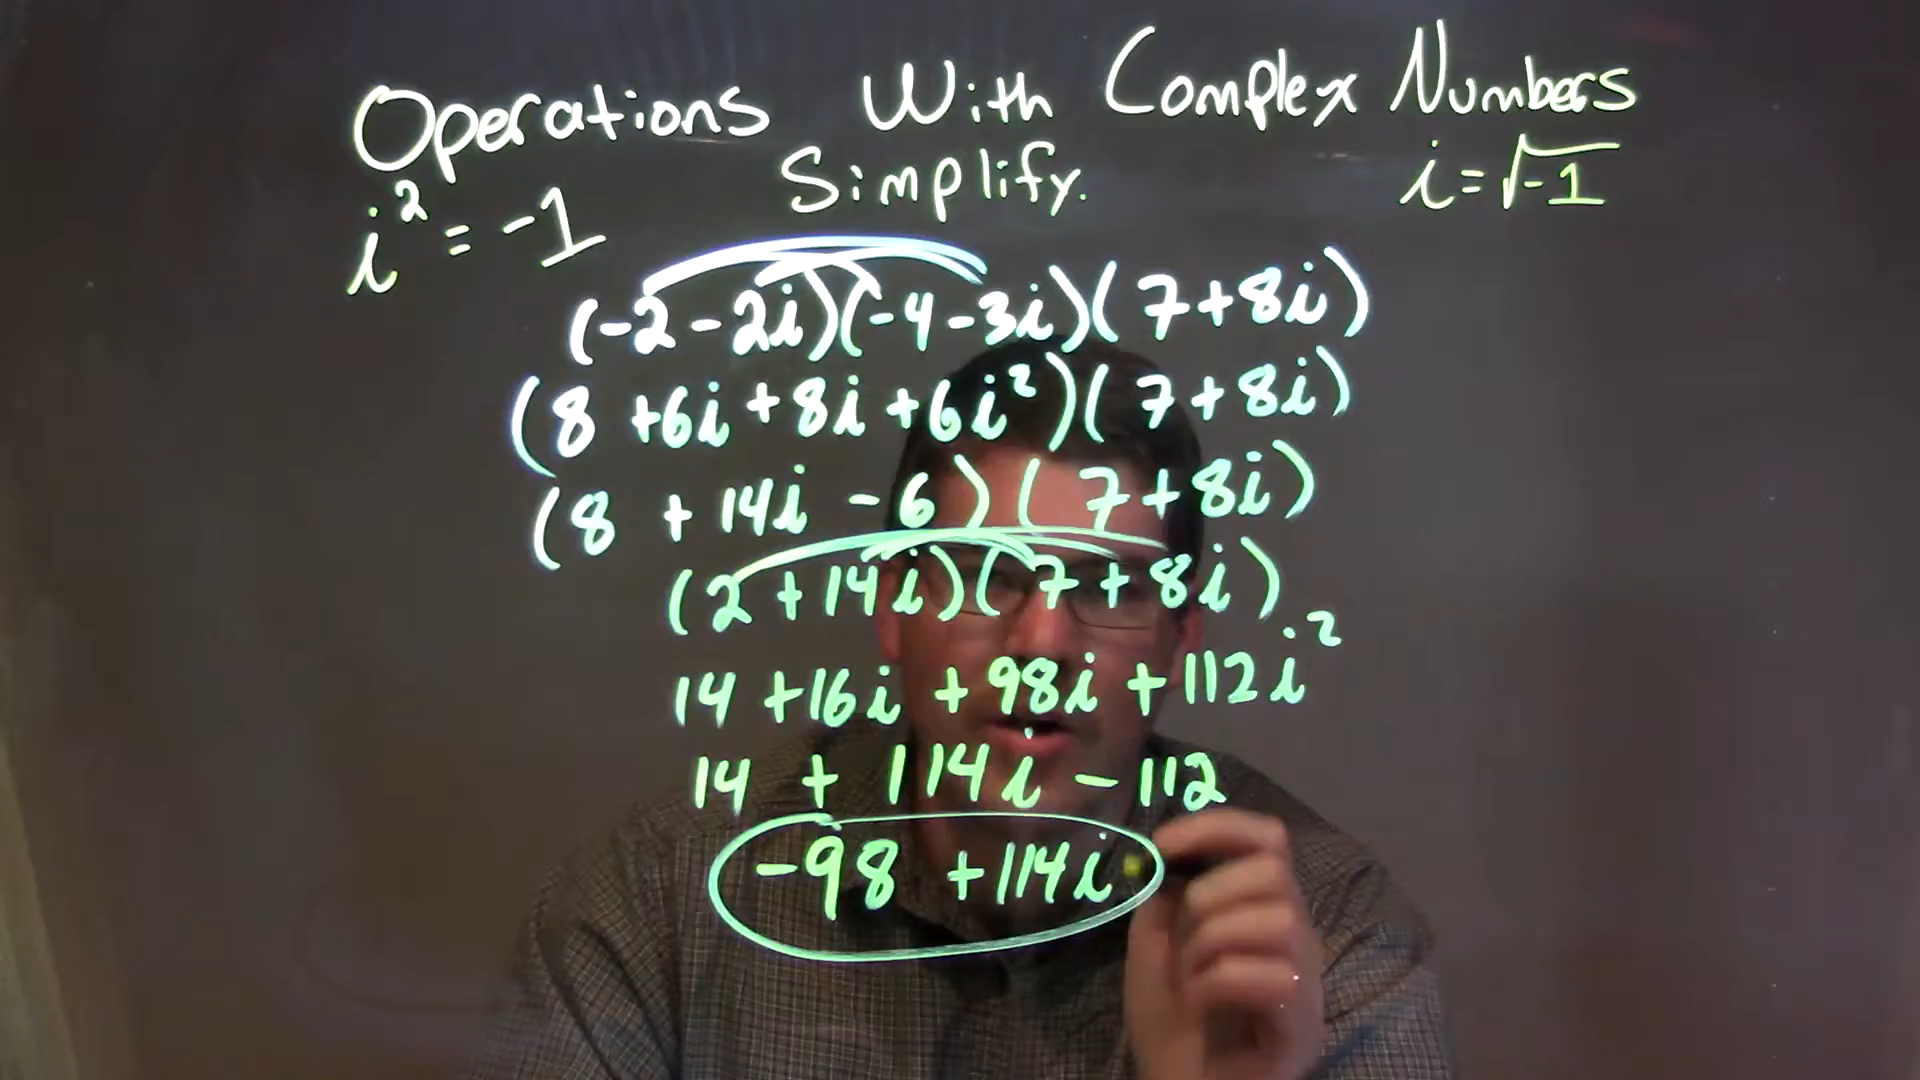 Operations With Complex Numbers
Simplify.
i² = -1
i = √-1
(-2-2i)(-4-3i)(7+8i)
(8 +6i+8i+6i²)(7+8i)
(8 + 14i - 6)(7+8i)
(2+14i)(7+8i)
14 +16i +98i +112i²
14 + 114i - 112
-98 +114i